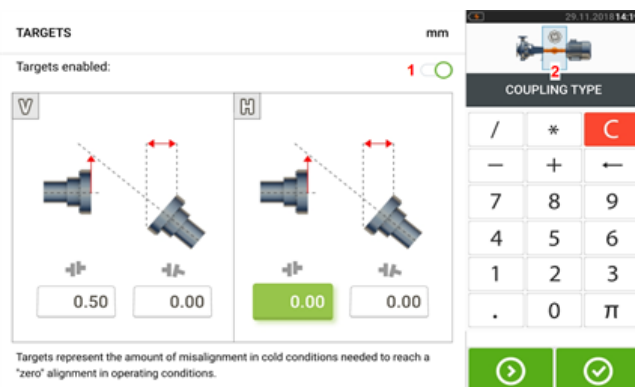 TARGETS
mm
29.11.2018 14:19
Targets enabled:
1
2
COUPLING TYPE
V
H
0.50
0.00
0.00
0.00
/
*
C
−
+
←
7
8
9
4
5
6
1
2
3
.
0
π
Targets represent the amount of misalignment in cold conditions needed to reach a
"zero" alignment in operating conditions.